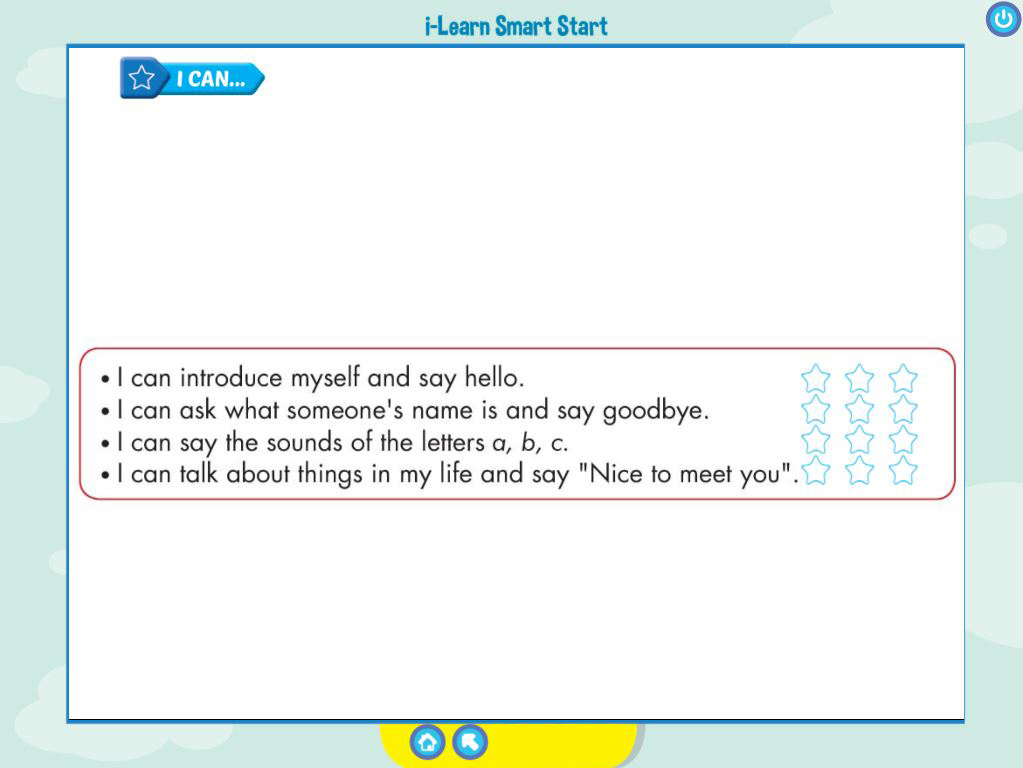 i-Learn Smart Start
I CAN...
• I can introduce myself and say hello.
• I can ask what someone's name is and say goodbye.
• I can say the sounds of the letters a, b, c.
• I can talk about things in my life and say "Nice to meet you".